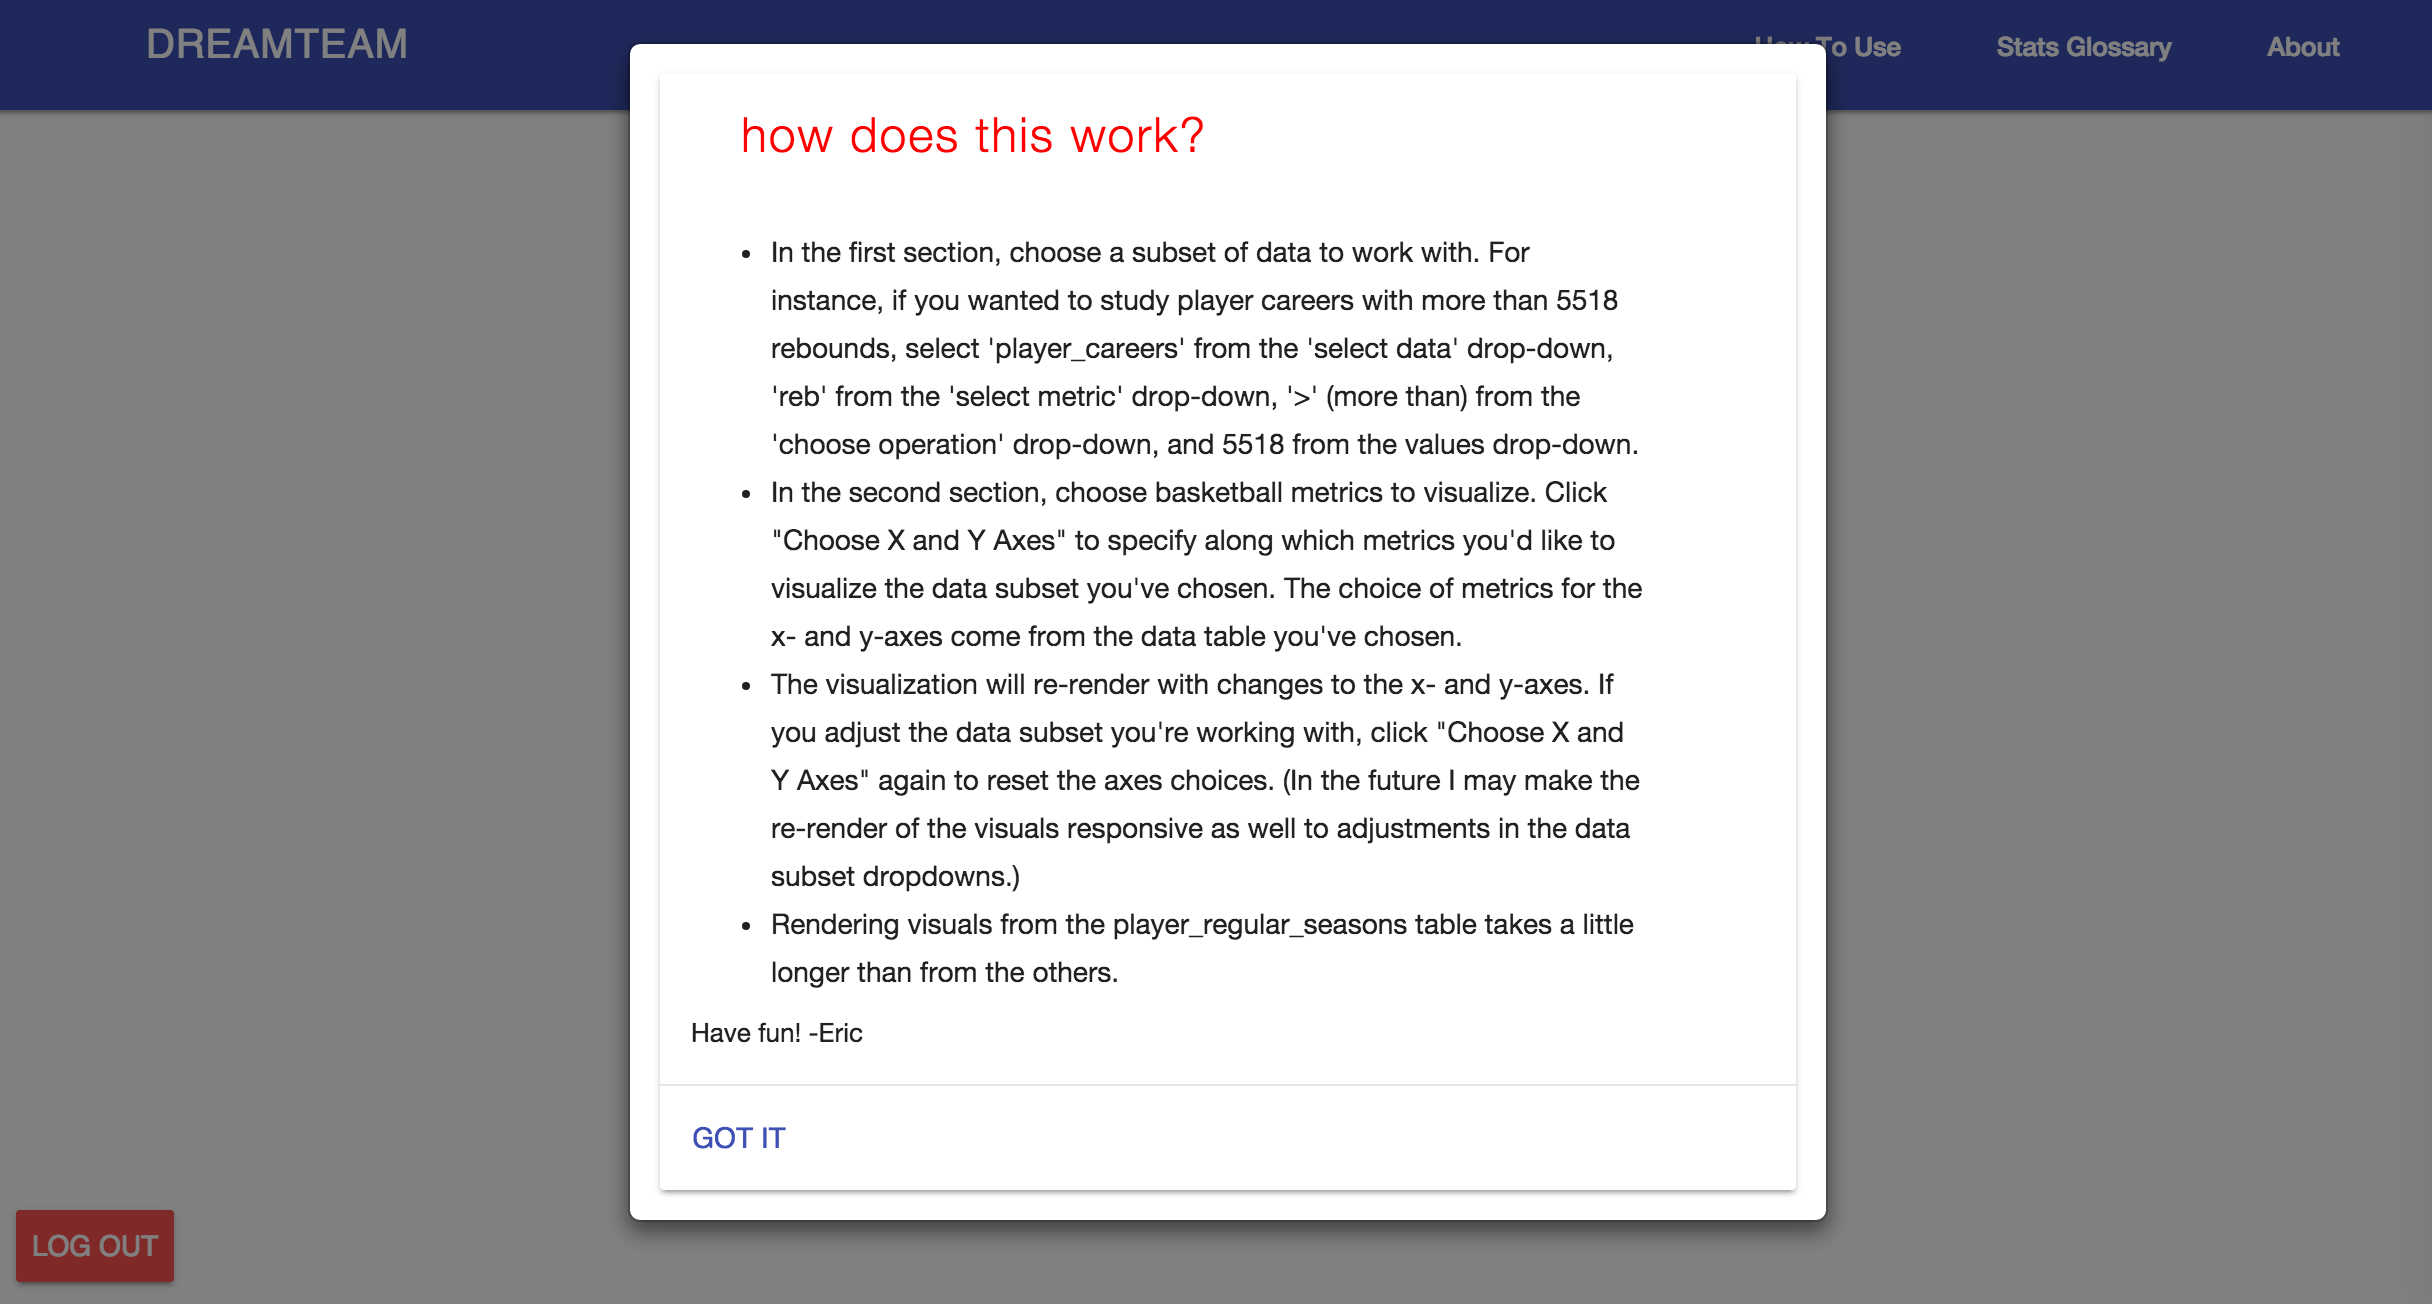 DREAMTEAM
How To Use
Stats Glossary
About
how does this work?
• In the first section, choose a subset of data to work with. For
instance, if you wanted to study player careers with more than 5518
rebounds, select 'player_careers' from the 'select data' drop-down,
'reb' from the 'select metric' drop-down, '>' (more than) from the
'choose operation' drop-down, and 5518 from the values drop-down.
• In the second section, choose basketball metrics to visualize. Click
"Choose X and Y Axes" to specify along which metrics you'd like to
visualize the data subset you've chosen. The choice of metrics for the
x- and y-axes come from the data table you've chosen.
• The visualization will re-render with changes to the x- and y-axes. If
you adjust the data subset you're working with, click "Choose X and
Y Axes" again to reset the axes choices. (In the future I may make the
re-render of the visuals responsive as well to adjustments in the data
subset dropdowns.)
• Rendering visuals from the player_regular_seasons table takes a little
longer than from the others.
Have fun! -Eric
GOT IT
LOG OUT